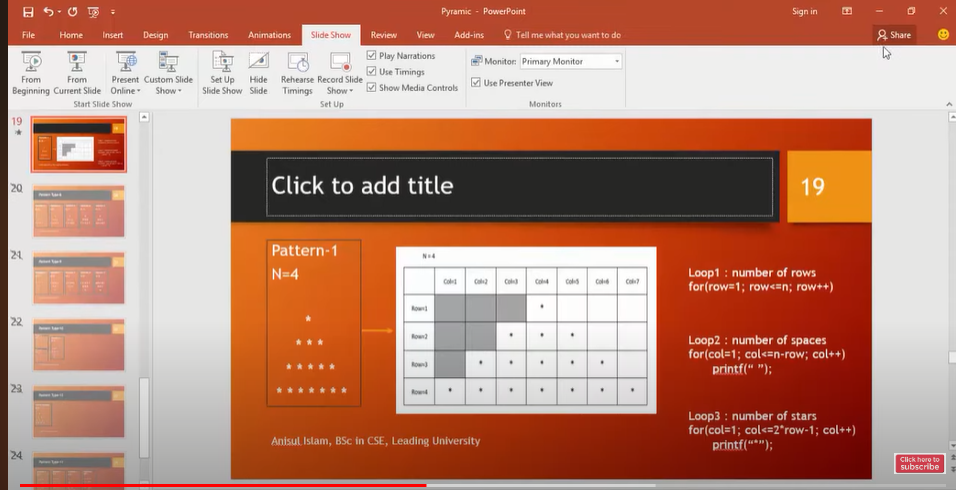 Pyramic - PowerPoint
Sign in
File Home Insert Design Transitions Animations Slide Show Review View Add-ins Tell me what you want to do
Share
From Beginning
From Current Slide
Present Online
Custom Slide Show
Start Slide Show
Set Up Slide Show
Hide Slide
Rehearse Timings
Record Slide Show
Play Narrations
Use Timings
Show Media Controls
Set Up
Monitor: Primary Monitor
Use Presenter View
Monitors
19
20
21
22
23
24
Click to add title
19
Pattern-1
N=4
*
* * *
* * * * *
* * * * * * *
N=4
Col=1 Col=2 Col=3 Col=4 Col=5 Col=6 Col=7
Row=1 *
Row=2 * * *
Row=3 * * * * *
Row=4 * * * * * * *
Loop1 : number of rows
for(row=1; row<=n; row++)
Loop2 : number of spaces
for(col=1; col<=n-row; col++)
printf(“ ”);
Loop3 : number of stars
for(col=1; col<=2*row-1; col++)
printf(“*”);
Anisul Islam, BSc in CSE, Leading University
Click here to
subscribe